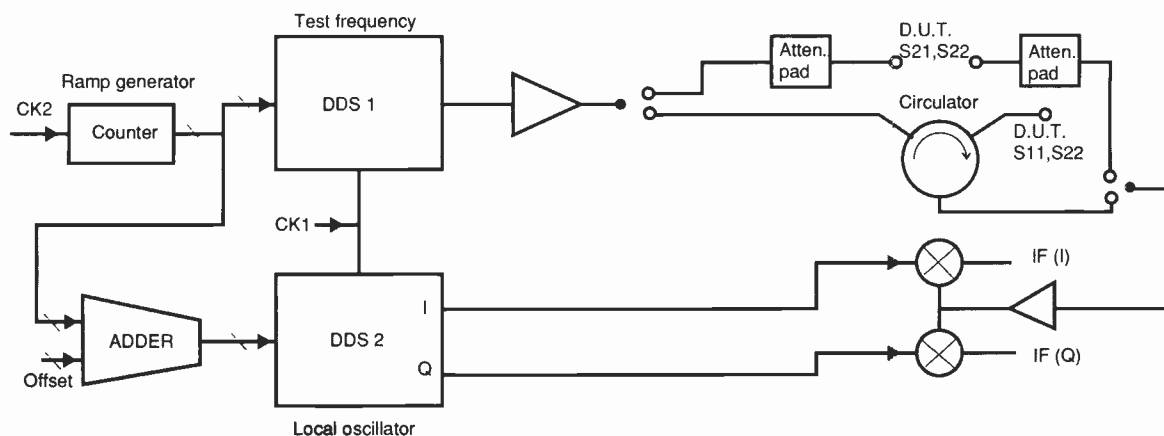 Test frequency
D.U.T.
S21,S22
Atten..
pad
Atten.
pad
Ramp generator
CK2
Counter
DDS 1
Circulator
D.U.T.
S11,S22
CK1
IF (I)
I
ADDER
DDS 2
Offset
Q
IF (Q)
Local oscillator